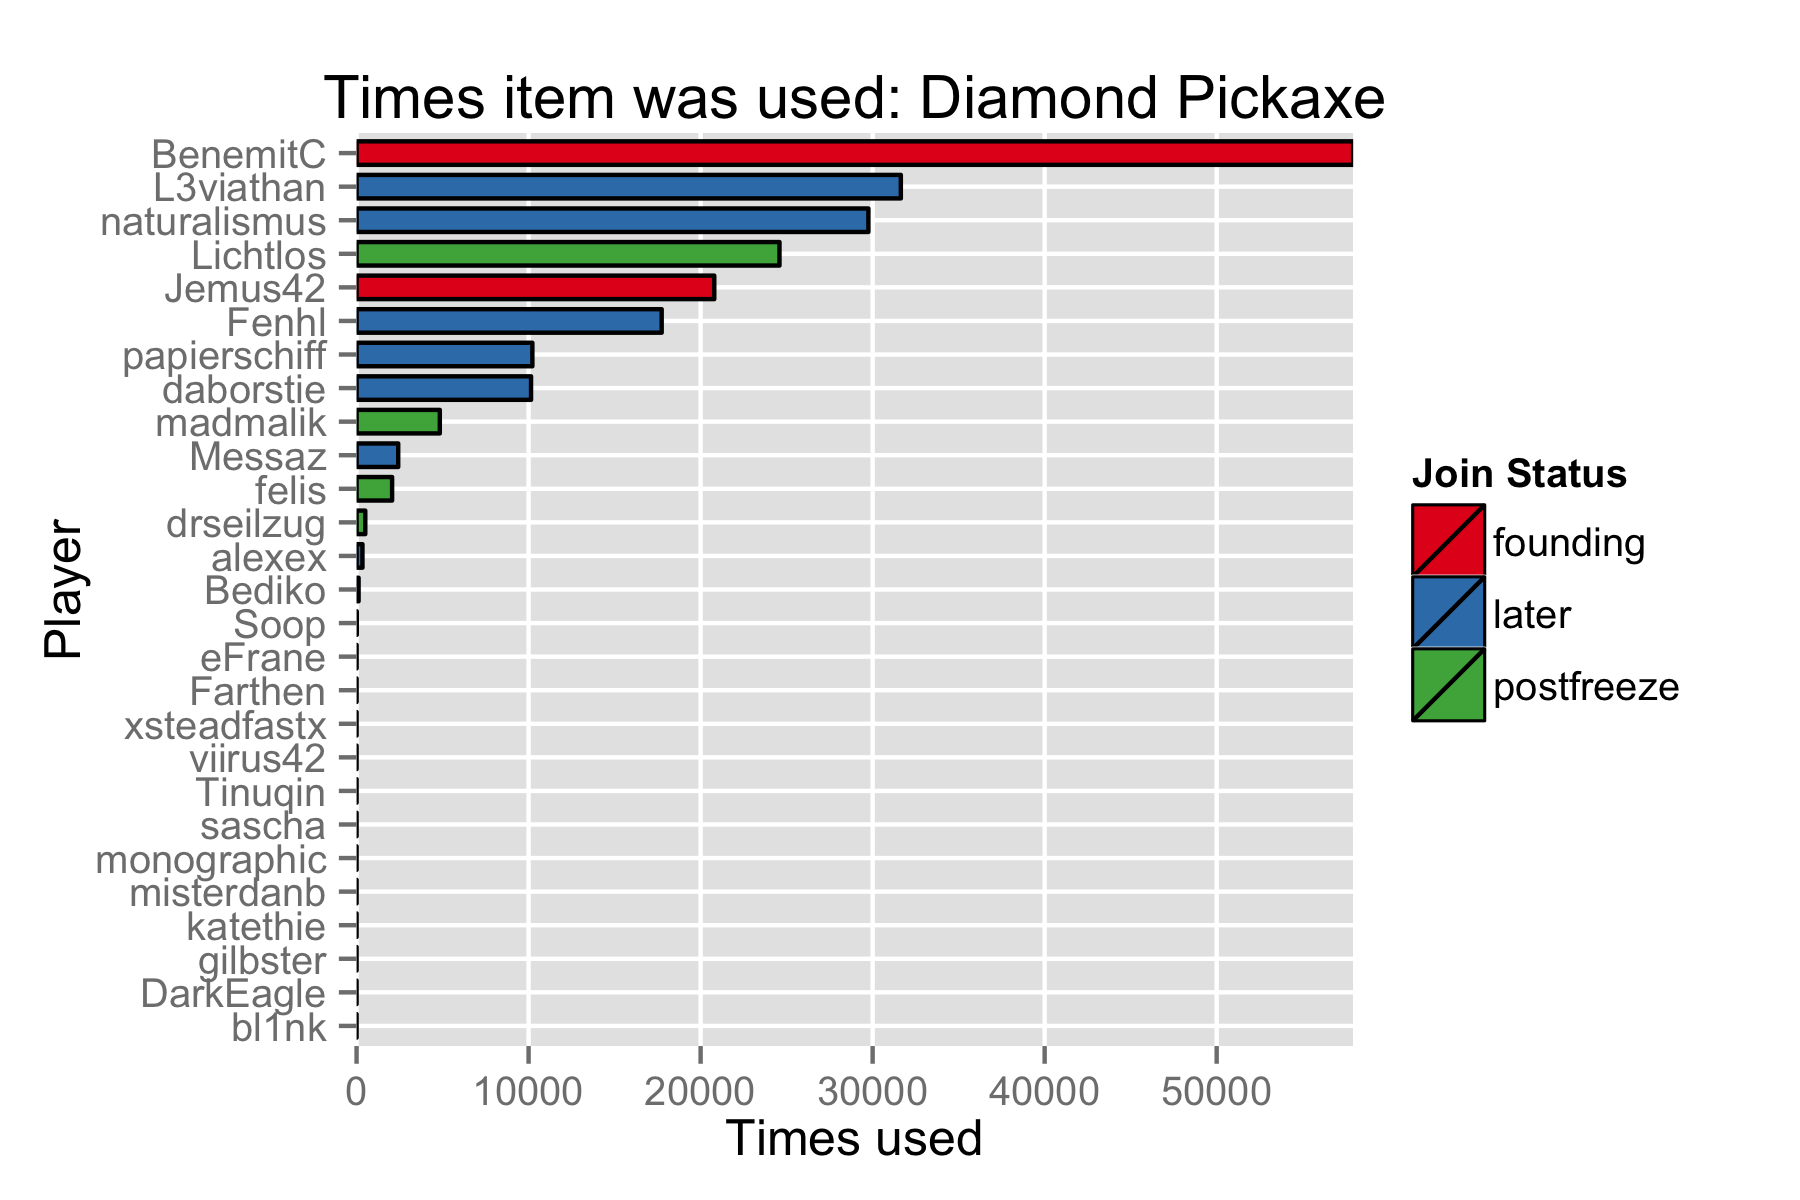 Times item was used: Diamond Pickaxe
BenemitC
L3viathan
naturalismus
Lichtlos
Jemus42
Fenhl
papierschiff
daborstie
madmalik
Messaz
felis
drseilzug
alexex
Bediko
Soop
eFrane
Farthen
xsteadfastx
viirus42
Tinuqin
sascha
monographic
misterdanb
katethie
gilbster
DarkEagle
bl1nk
Player
0 10000 20000 30000 40000 50000
Times used
Join Status
founding
later
postfreeze